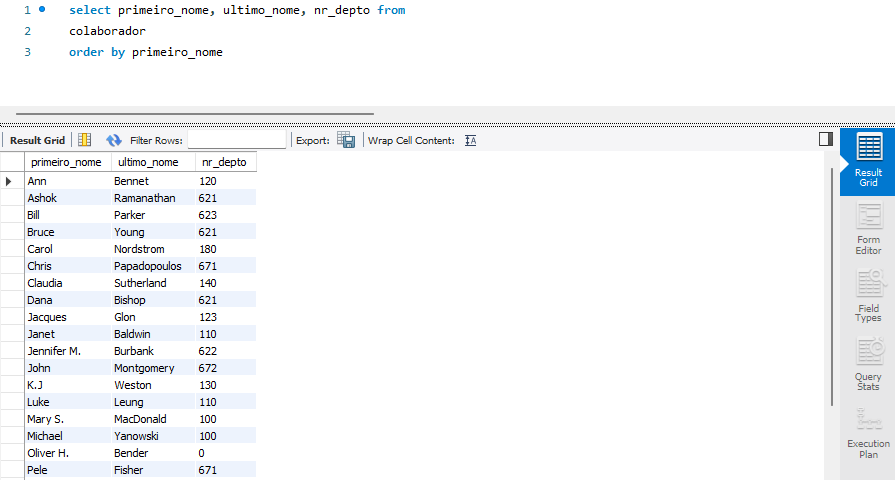 1 select primeiro_nome, ultimo_nome, nr_depto from
2 colaborador
3 order by primeiro_nome
Result Grid Filter Rows: Export: Wrap Cell Content:
primeiro_nome ultimo_nome nr_depto
Ann Bennet 120
Ashok Ramanathan 621
Bill Parker 623
Bruce Young 621
Carol Nordstrom 180
Chris Papadopoulos 671
Claudia Sutherland 140
Dana Bishop 621
Jacques Glon 123
Janet Baldwin 110
Jennifer M. Burbank 622
John Montgomery 672
K.J Weston 130
Luke Leung 110
Mary S. MacDonald 100
Michael Yanowski 100
Oliver H. Bender 0
Pele Fisher 671
Result
Grid
Form
Editor
Field
Types
Query
Stats
Execution
Plan